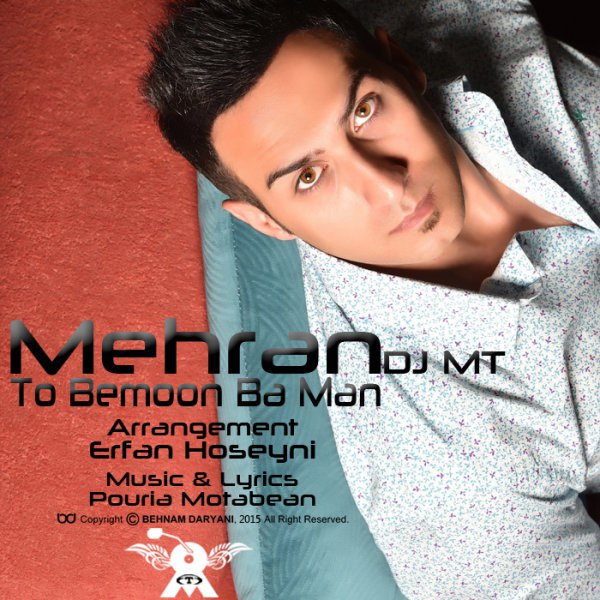 Mehran DJ MT
To Bemoon Ba Man
Arrangement
Erfan Hoseyni
Music & Lyrics
Pouria Motabean
Copyright © BEHNAM DARYANI, 2015 All Right Reserved.
T